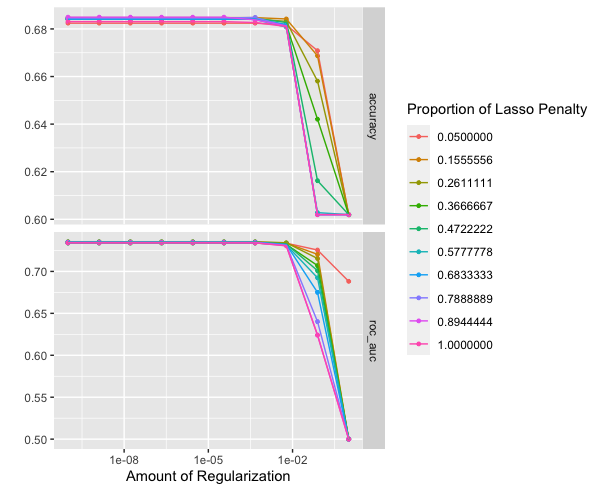 0.68
0.66
0.64
0.62
0.60
accuracy
0.70
0.65
0.60
0.55
0.50
roc_auc
1e-08
1e-05
1e-02
Amount of Regularization
Proportion of Lasso Penalty
0.0500000
0.1555556
0.2611111
0.3666667
0.4722222
0.5777778
0.6833333
0.7888889
0.8944444
1.0000000